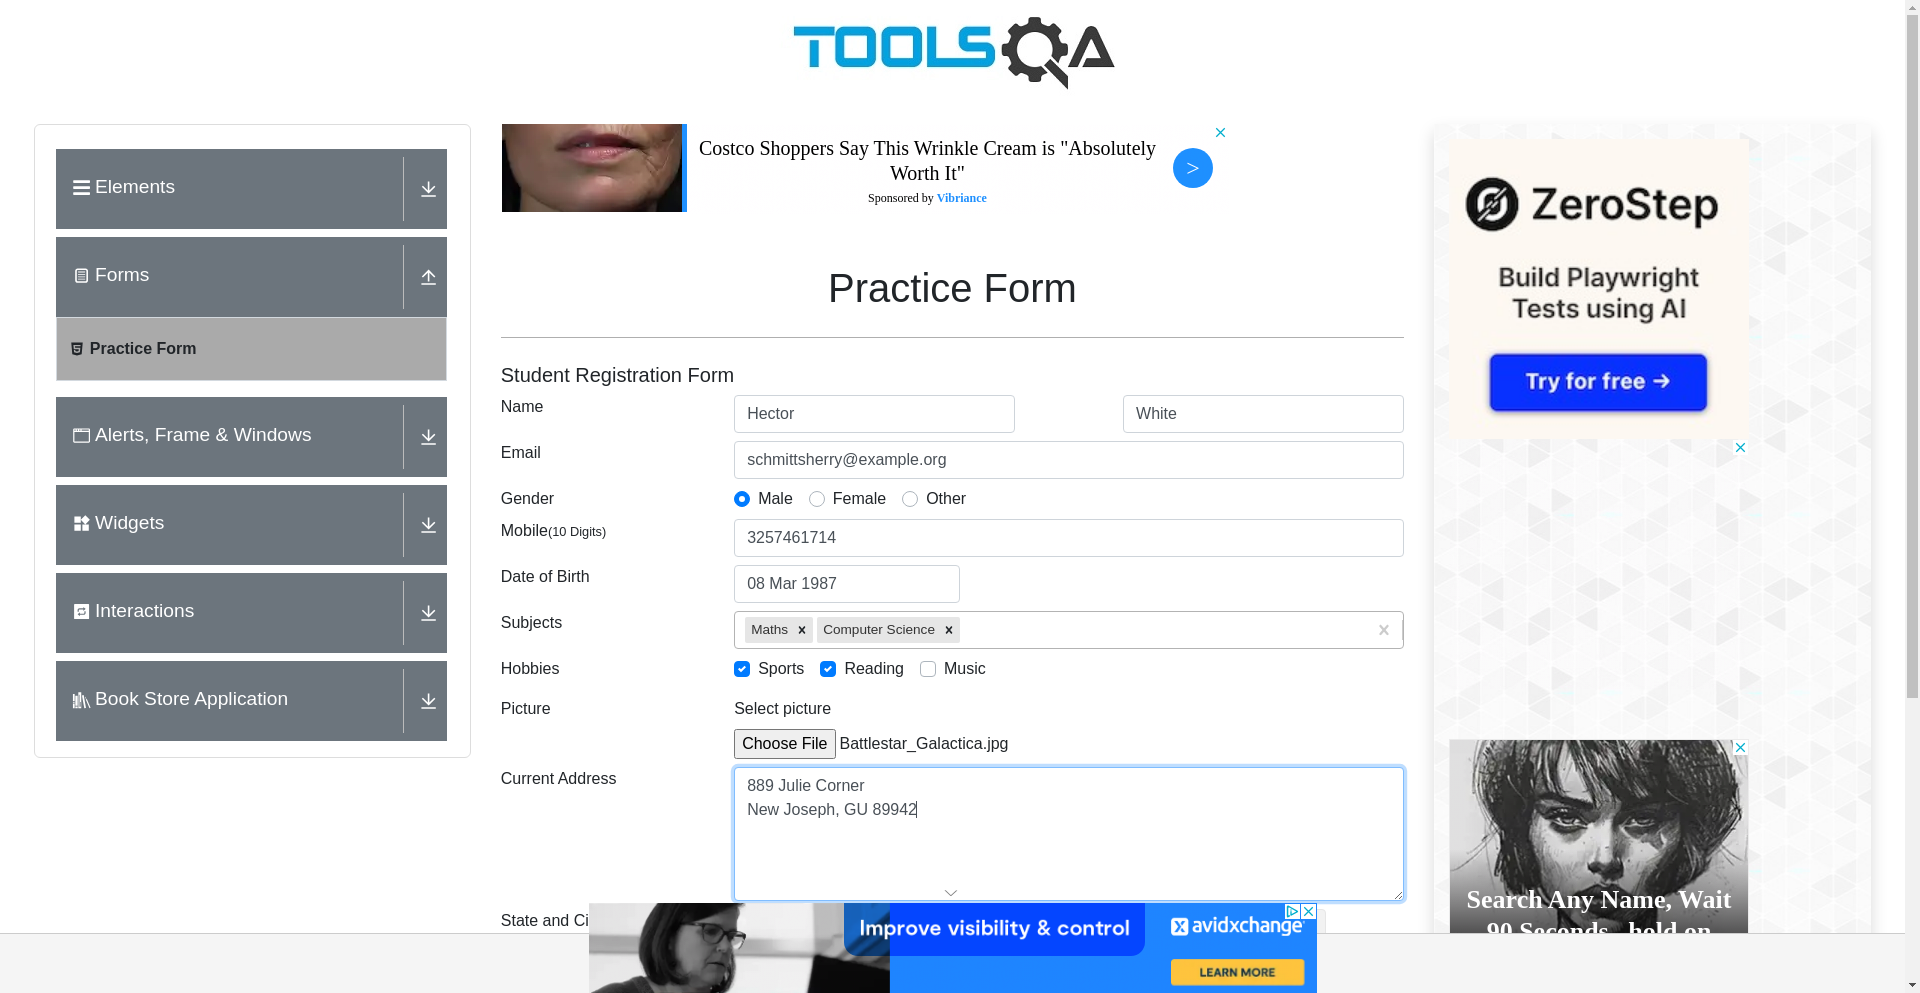 TOOLSQA
Elements
Forms
Practice Form
Alerts, Frame & Windows
Widgets
Interactions
Book Store Application
Costco Shoppers Say This Wrinkle Cream is "Absolutely
Worth It"
Sponsored by Vibriance
>
Practice Form
Student Registration Form
Name
Hector
White
Email
schmittsherry@example.org
Gender
Male
Female
Other
Mobile(10 Digits)
3257461714
Date of Birth
08 Mar 1987
Subjects
Maths
Computer Science
Hobbies
Sports
Reading
Music
Picture
Select picture
Choose File Battlestar_Galactica.jpg
Current Address
889 Julie Corner
New Joseph, GU 89942
State and Ci
ZeroStep
Build Playwright
Tests using AI
Try for free →
Search Any Name, Wait
90 Seconds - hold on
Improve visibility & control
avidxchange
LEARN MORE